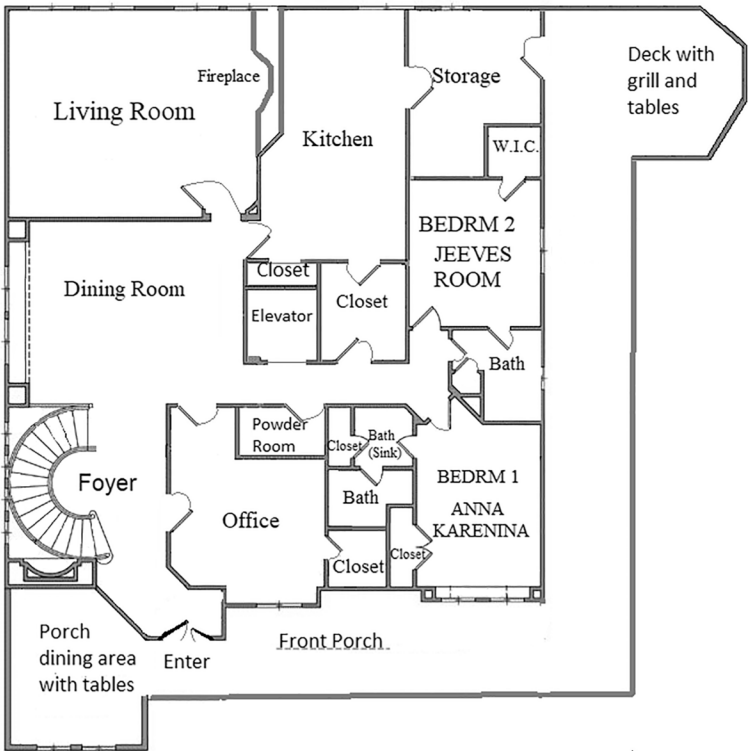 Deck with
grill and
tables
Fireplace
Storage
Living Room
Kitchen
W.I.C.
BEDRM 2
JEEVES
ROOM
Closet
Dining Room
Elevator
Closet
Bath
Powder
Room
Closet
Bath
(Sink)
Foyer
BEDRM 1
ANNA
KARENINA
Bath
Office
Closet
Closet
Porch
dining area
with tables
Enter
Front Porch